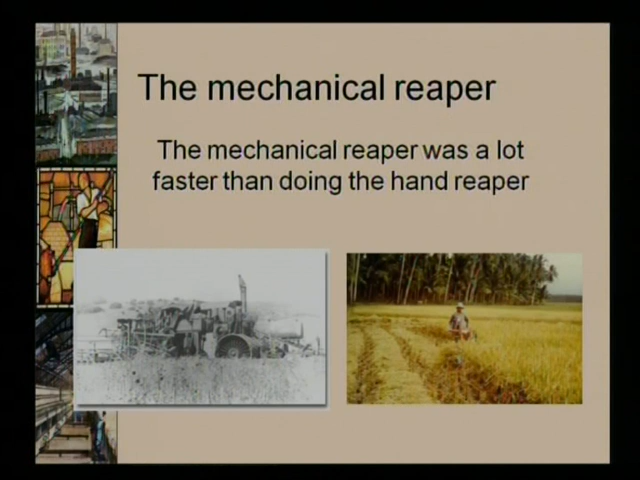 The mechanical reaper
The mechanical reaper was a lot
faster than doing the hand reaper